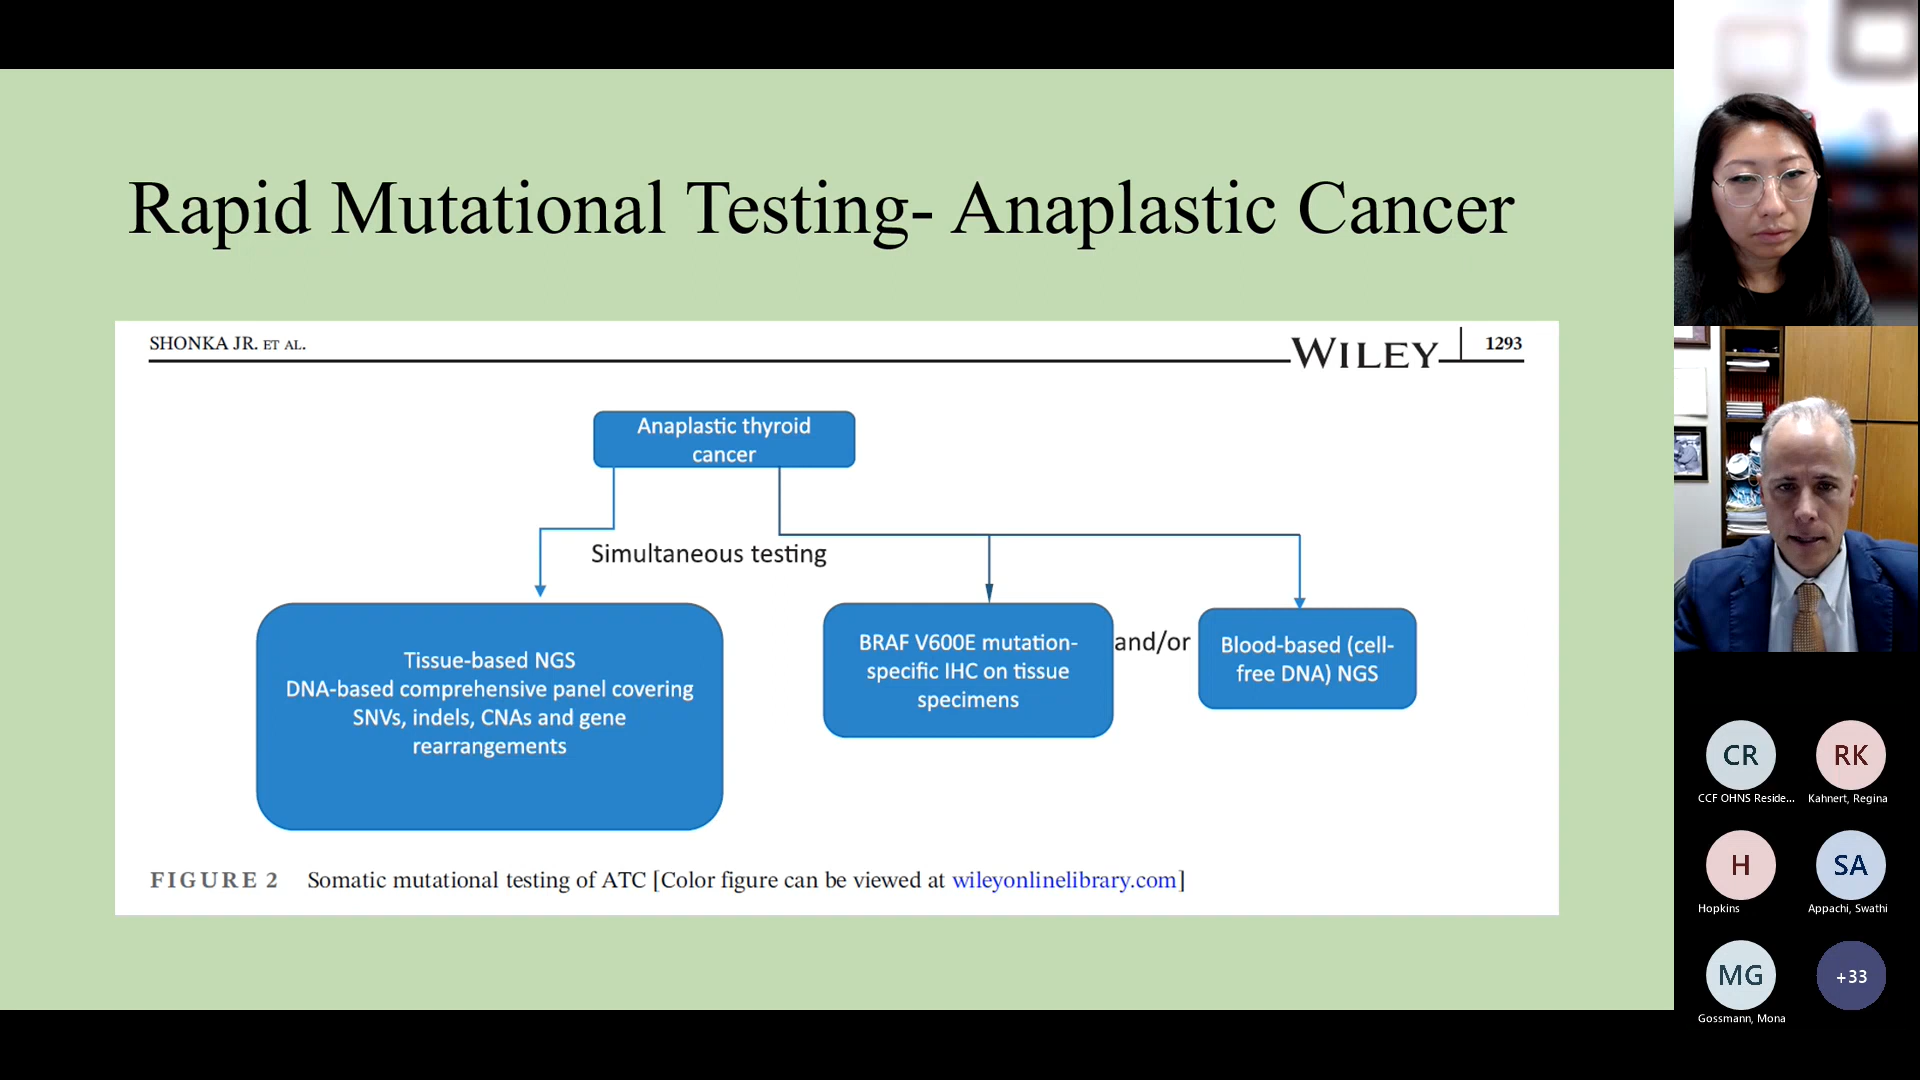 Rapid Mutational Testing- Anaplastic Cancer
SHONKA JR. ET AL.
WILEY
1293
Anaplastic thyroid
cancer
Simultaneous testing
Tissue-based NGS
DNA-based comprehensive panel covering
SNVs, indels, CNAs and gene
rearrangements
BRAF V600E mutation-
specific IHC on tissue
specimens
and/or
Blood-based (cell-
free DNA) NGS
FIGURE 2 Somatic mutational testing of ATC [Color figure can be viewed at wileyonlinelibrary.com]
CR
CCF OHNS Reside...
RK
Kahnert, Regina
H
Hopkins
SA
Appachi, Swathi
MG
Gossmann, Mona
+33